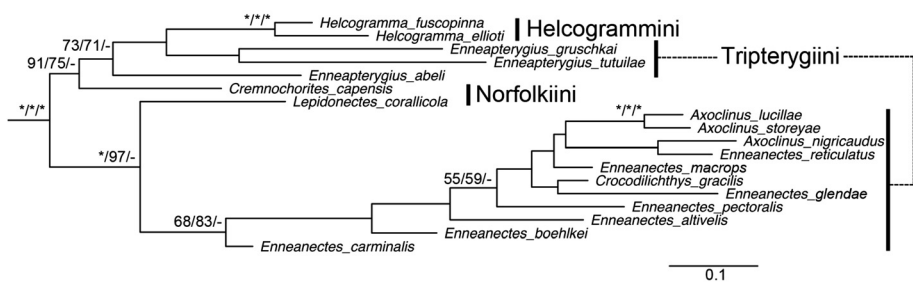 */*/*
Helcogramma_fuscopinna
Helcogrammini
Helcogramma_ellioti
73/71/-
Enneapterygius_gruschkai
Tripterygiini
91/75/-
Enneapterygius_tutuilae
Enneapterygius_abeli
Cremnochorites_capensis
Norfolkiini
Lepidonectes_corallicola
*/*/*
*/*/*
Axoclinus_lucillae
Axoclinus_storeyae
Axoclinus_nigricaudus
*/97/-
Enneanectes_reticulatus
Enneanectes_macrops
55/59/-
Crocodilichthys_gracilis
Enneanectes_glendae
Enneanectes_pectoralis
68/83/-
Enneanectes_altivelis
Enneanectes_boehlkei
Enneanectes_carminalis
0.1